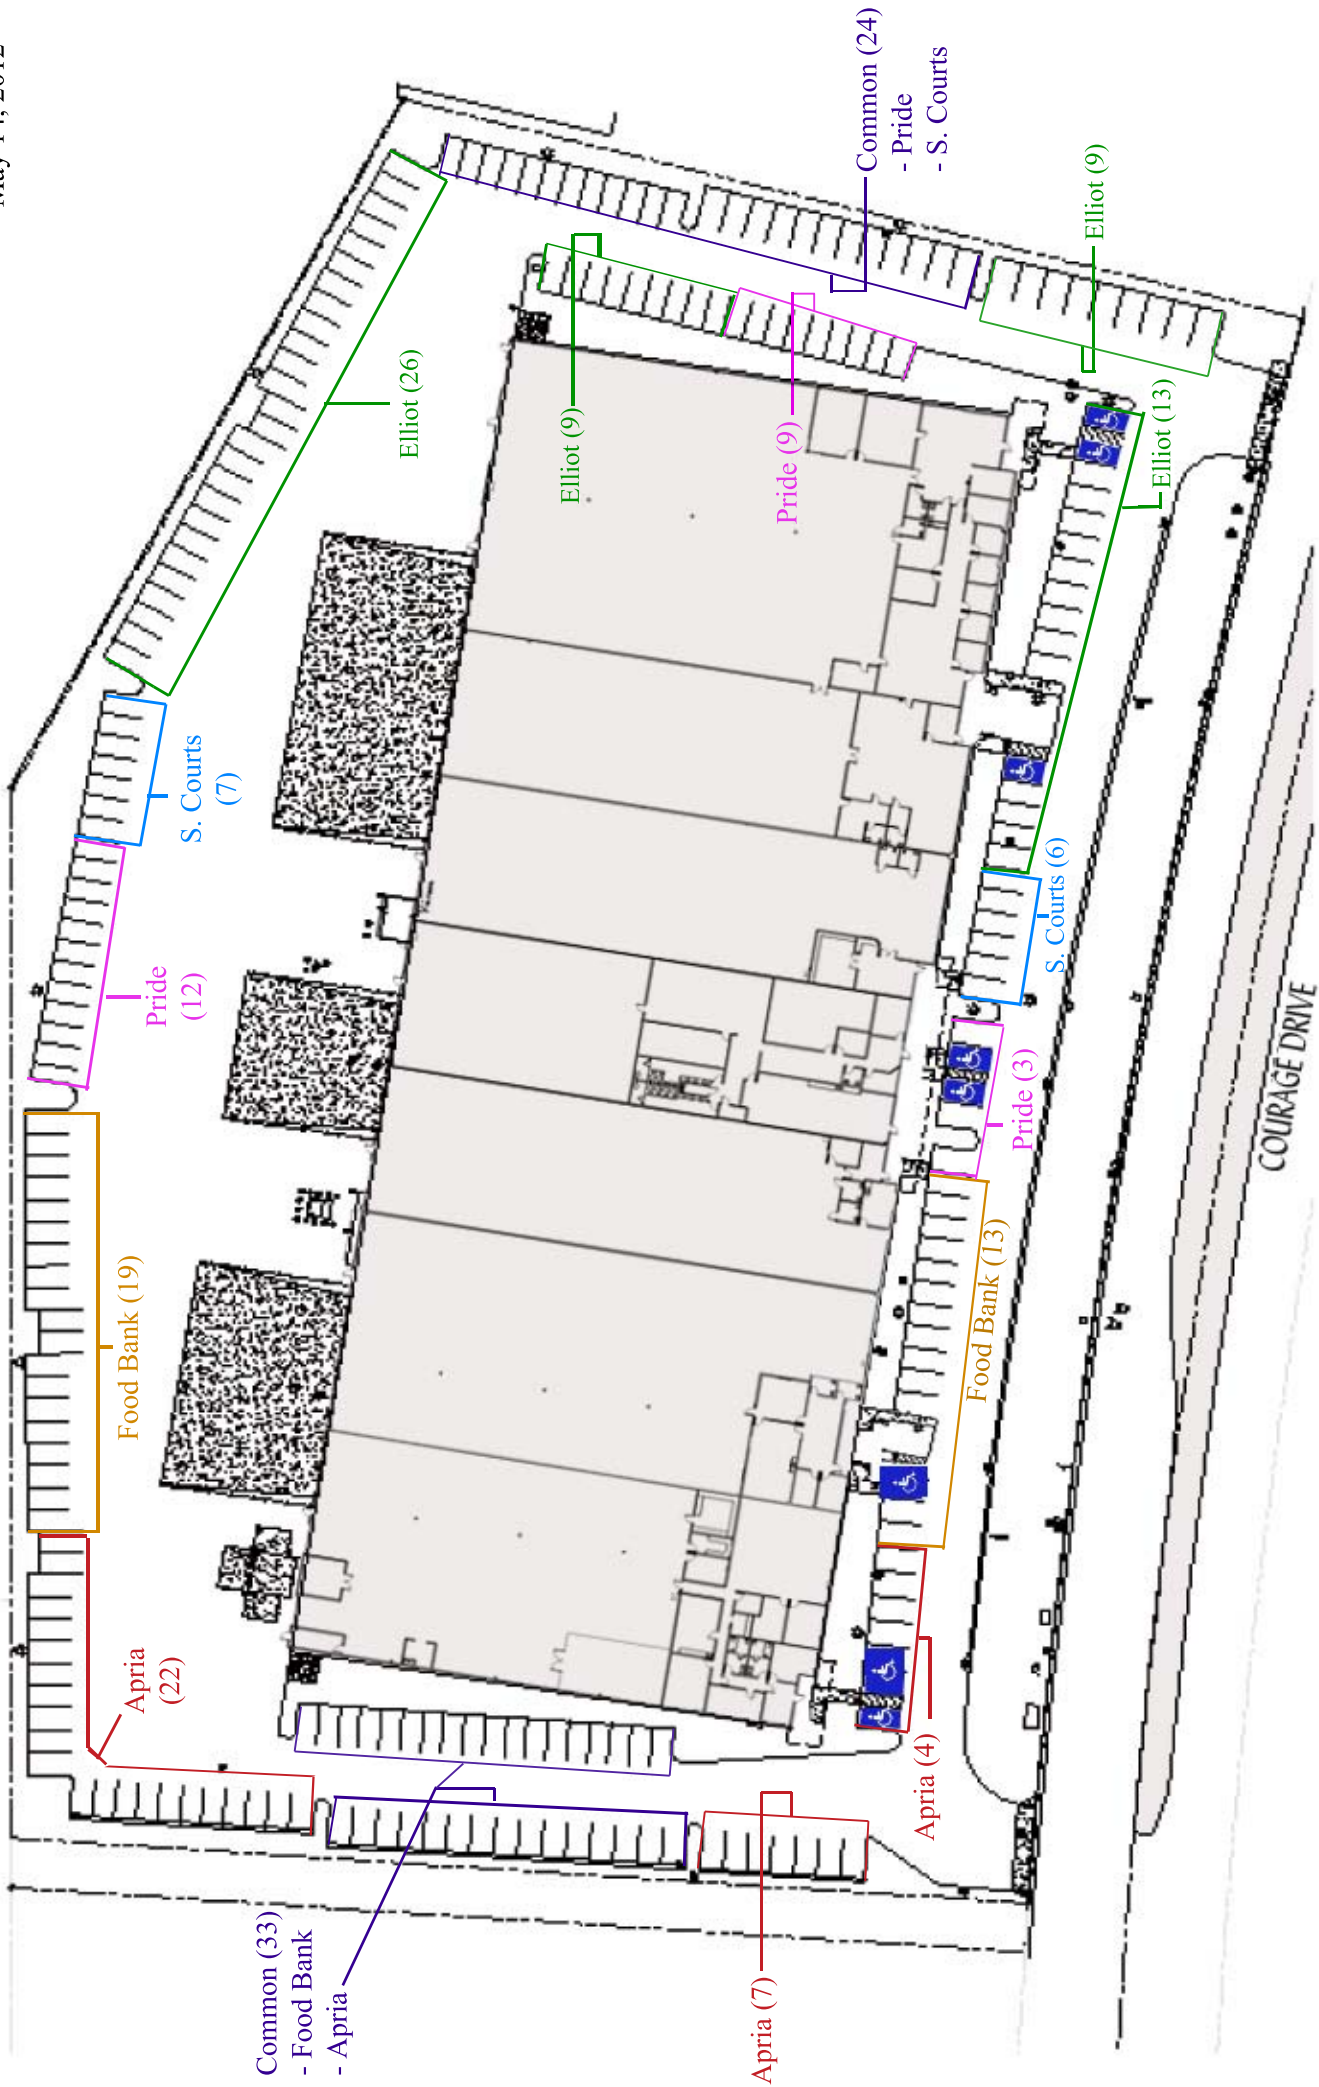 May 14, 2012
Common (24)
- Pride
- S. Courts
Elliot (9)
Elliot (26)
Elliot (9)
Pride (9)
Elliot (13)
S. Courts
(7)
S. Courts (6)
Pride
(12)
Pride (3)
COURAGE DRIVE
Food Bank (19)
Food Bank (13)
Apria
(22)
Apria (4)
Common (33)
- Food Bank
- Apria
Apria (7)